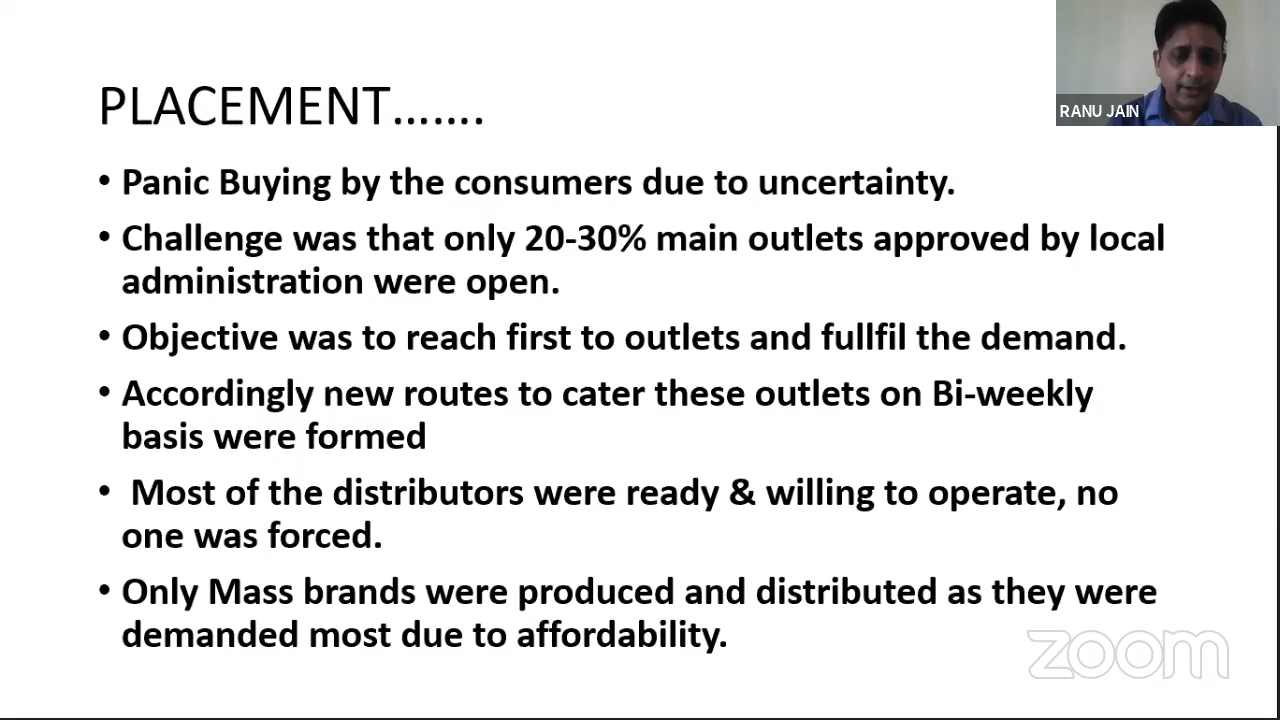 RANU JAIN
PLACEMENT…….
• Panic Buying by the consumers due to uncertainty.
• Challenge was that only 20-30% main outlets approved by local
administration were open.
• Objective was to reach first to outlets and fullfil the demand.
• Accordingly new routes to cater these outlets on Bi-weekly
basis were formed
• Most of the distributors were ready & willing to operate, no
one was forced.
• Only Mass brands were produced and distributed as they were
demanded most due to affordability.
zoom